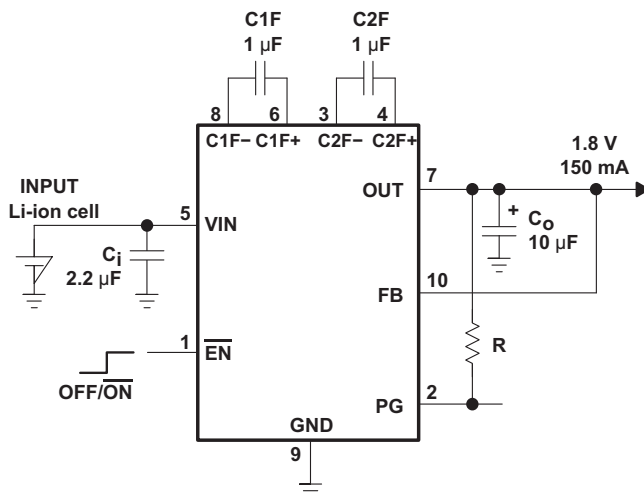 C1F
1 µF
C2F
1 µF
8
6
3
4
C1F−
C1F+
C2F−
C2F+
1.8 V
150 mA
7
OUT
INPUT
Li-ion cell
5
VIN
Ci
2.2 µF
+
Co
10 µF
10
FB
1
EN
OFF/ON
R
2
PG
GND
9